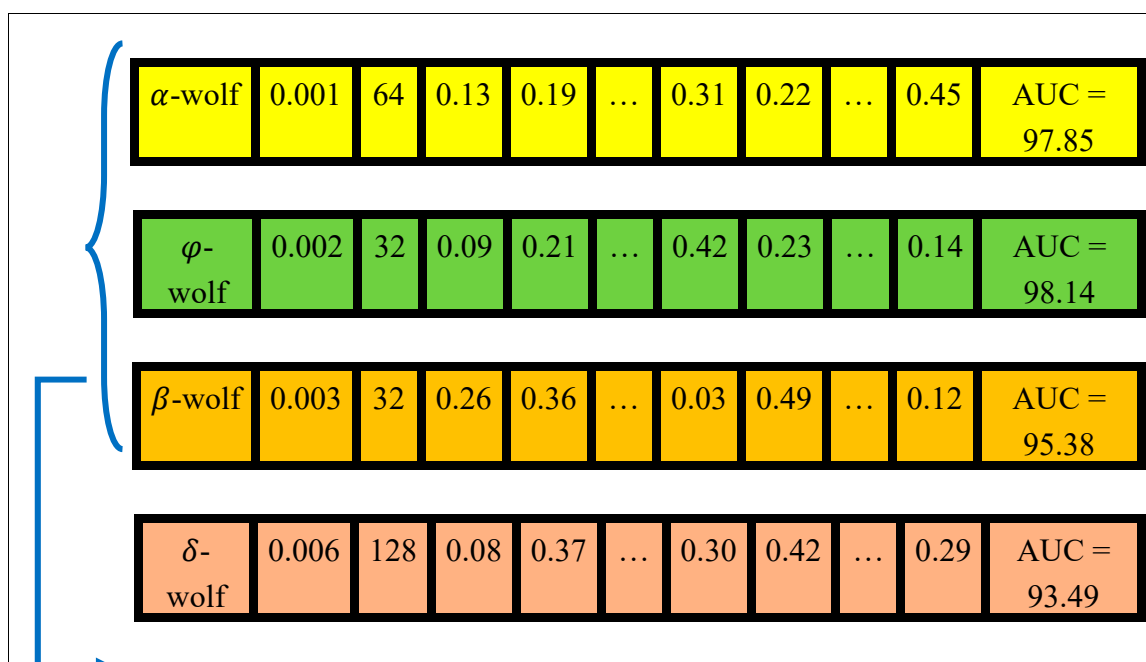 𝛼-wolf 0.001 64 0.13 0.19 … 0.31 0.22 … 0.45 AUC =
97.85
𝜑- 0.002 32 0.09 0.21 … 0.42 0.23 … 0.14 AUC =
wolf 98.14
𝛽-wolf 0.003 32 0.26 0.36 … 0.03 0.49 … 0.12 AUC =
95.38
𝛿- 0.006 128 0.08 0.37 … 0.30 0.42 … 0.29 AUC =
wolf 93.49